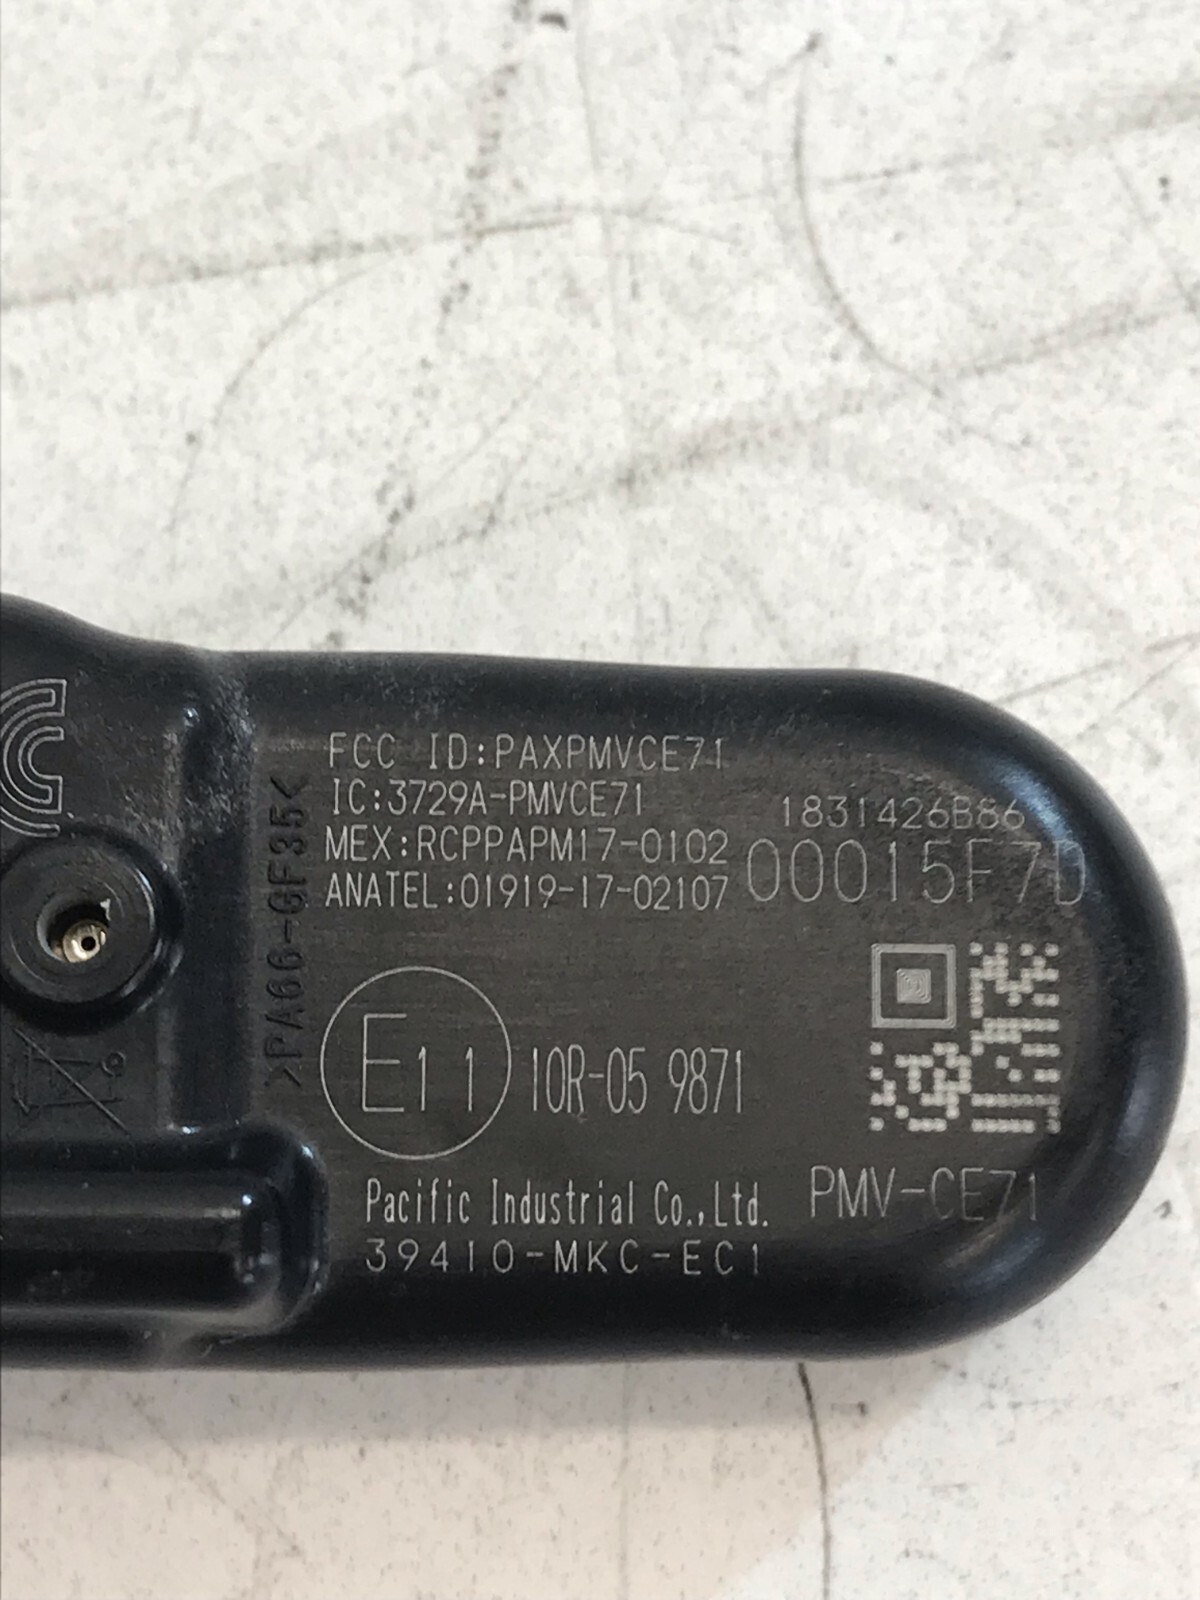 FCC ID:PAXPMVCE71
IC:3729A-PMVCE71
MEX:RCPPAPM17-0102
ANATEL:01919-17-02107
1831426B86
00015F7D
>PA66-GF35<
E11
10R-05 9871
Pacific Industrial Co.,Ltd.
39410-MKC-EC1
PMV-CE71